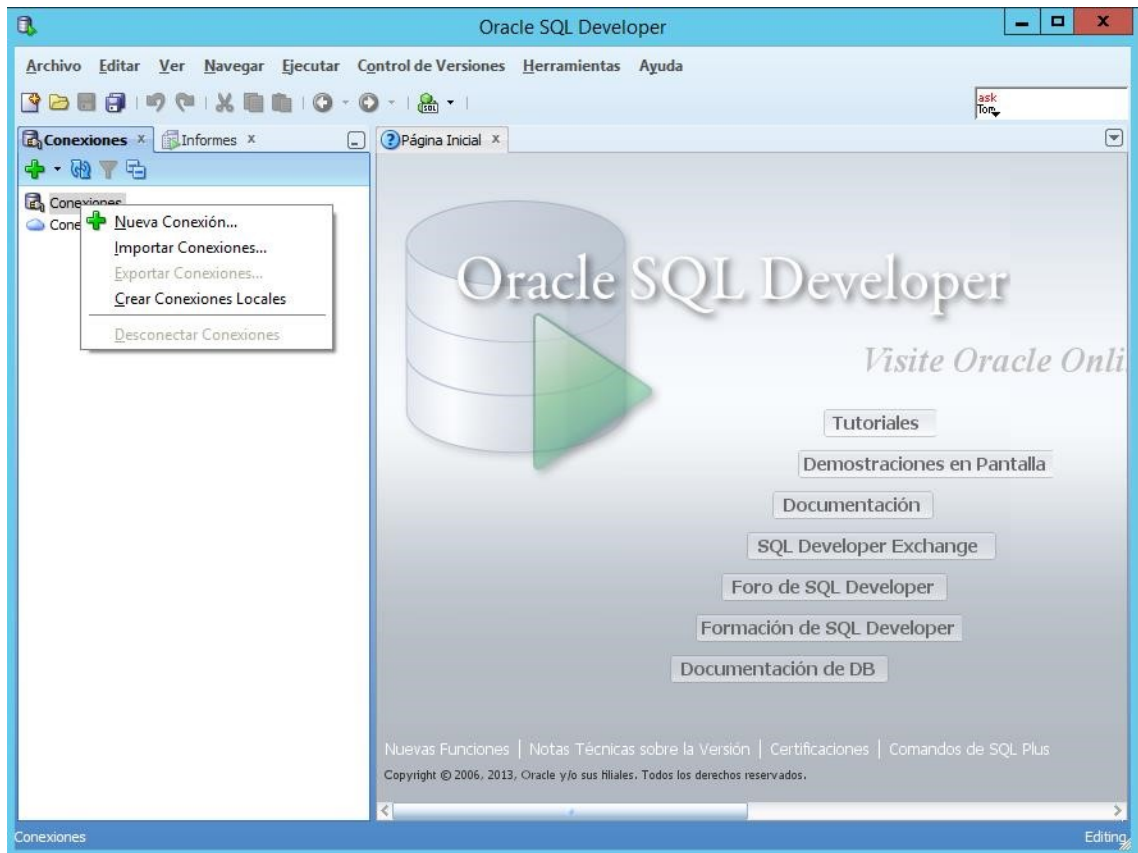 Oracle SQL Developer
Archivo Editar Ver Navegar Ejecutar Control de Versiones Herramientas Ayuda
SQL
ask
Tom
Conexiones x Informes x
Página Inicial x
Conexiones
Cone
Nueva Conexión...
Importar Conexiones...
Exportar Conexiones...
Crear Conexiones Locales
Desconectar Conexiones
Oracle SQL Developer
Visite Oracle Onli
Tutoriales
Demostraciones en Pantalla
Documentación
SQL Developer Exchange
Foro de SQL Developer
Formación de SQL Developer
Documentación de DB
Nuevas Funciones | Notas Técnicas sobre la Versión | Certificaciones | Comandos de SQL Plus
Copyright © 2006, 2013, Oracle y/o sus filiales. Todos los derechos reservados.
Conexiones Editing